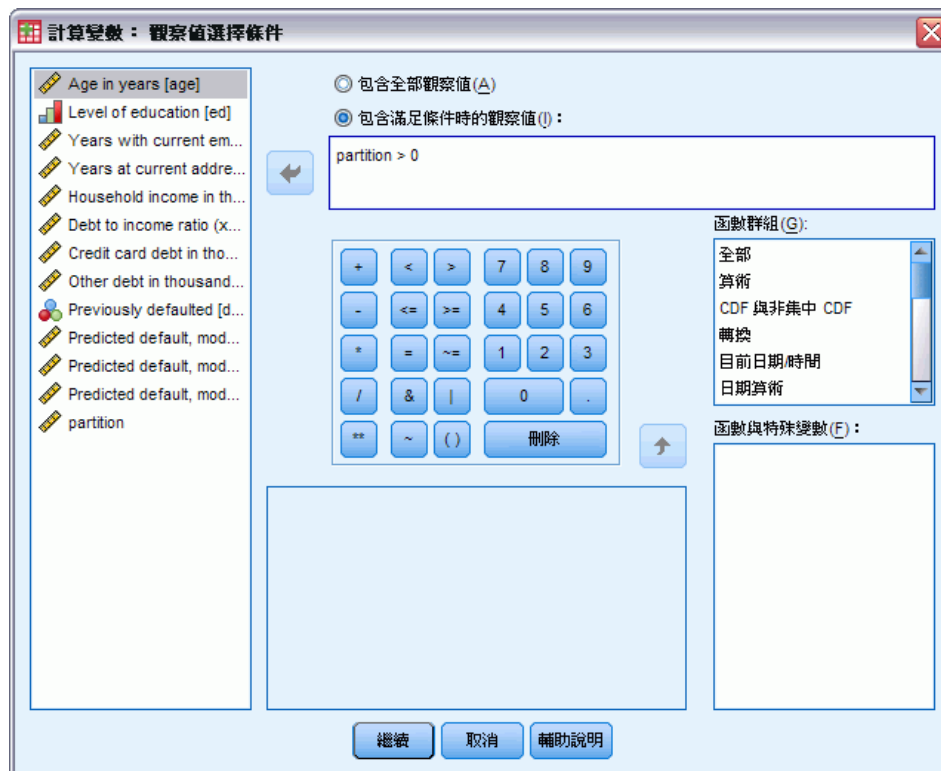 計算變數： 觀察值選擇條件
Age in years [age]
Level of education [ed]
Years with current em...
Years at current addre...
Household income in th...
Debt to income ratio (x...
Credit card debt in tho...
Other debt in thousand...
Previously defaulted [d...
Predicted default, mod...
Predicted default, mod...
Predicted default, mod...
partition
包含全部觀察值(A)
包含滿足條件時的觀察值(I)：
partition > 0
+ < > 7 8 9
- <= >= 4 5 6
* = ~= 1 2 3
/ & | 0 .
** ~ ( ) 刪除
函數群組(G):
全部
算術
CDF 與非集中 CDF
轉換
目前日期/時間
日期算術
函數與特殊變數(F)：
繼續 取消 輔助說明